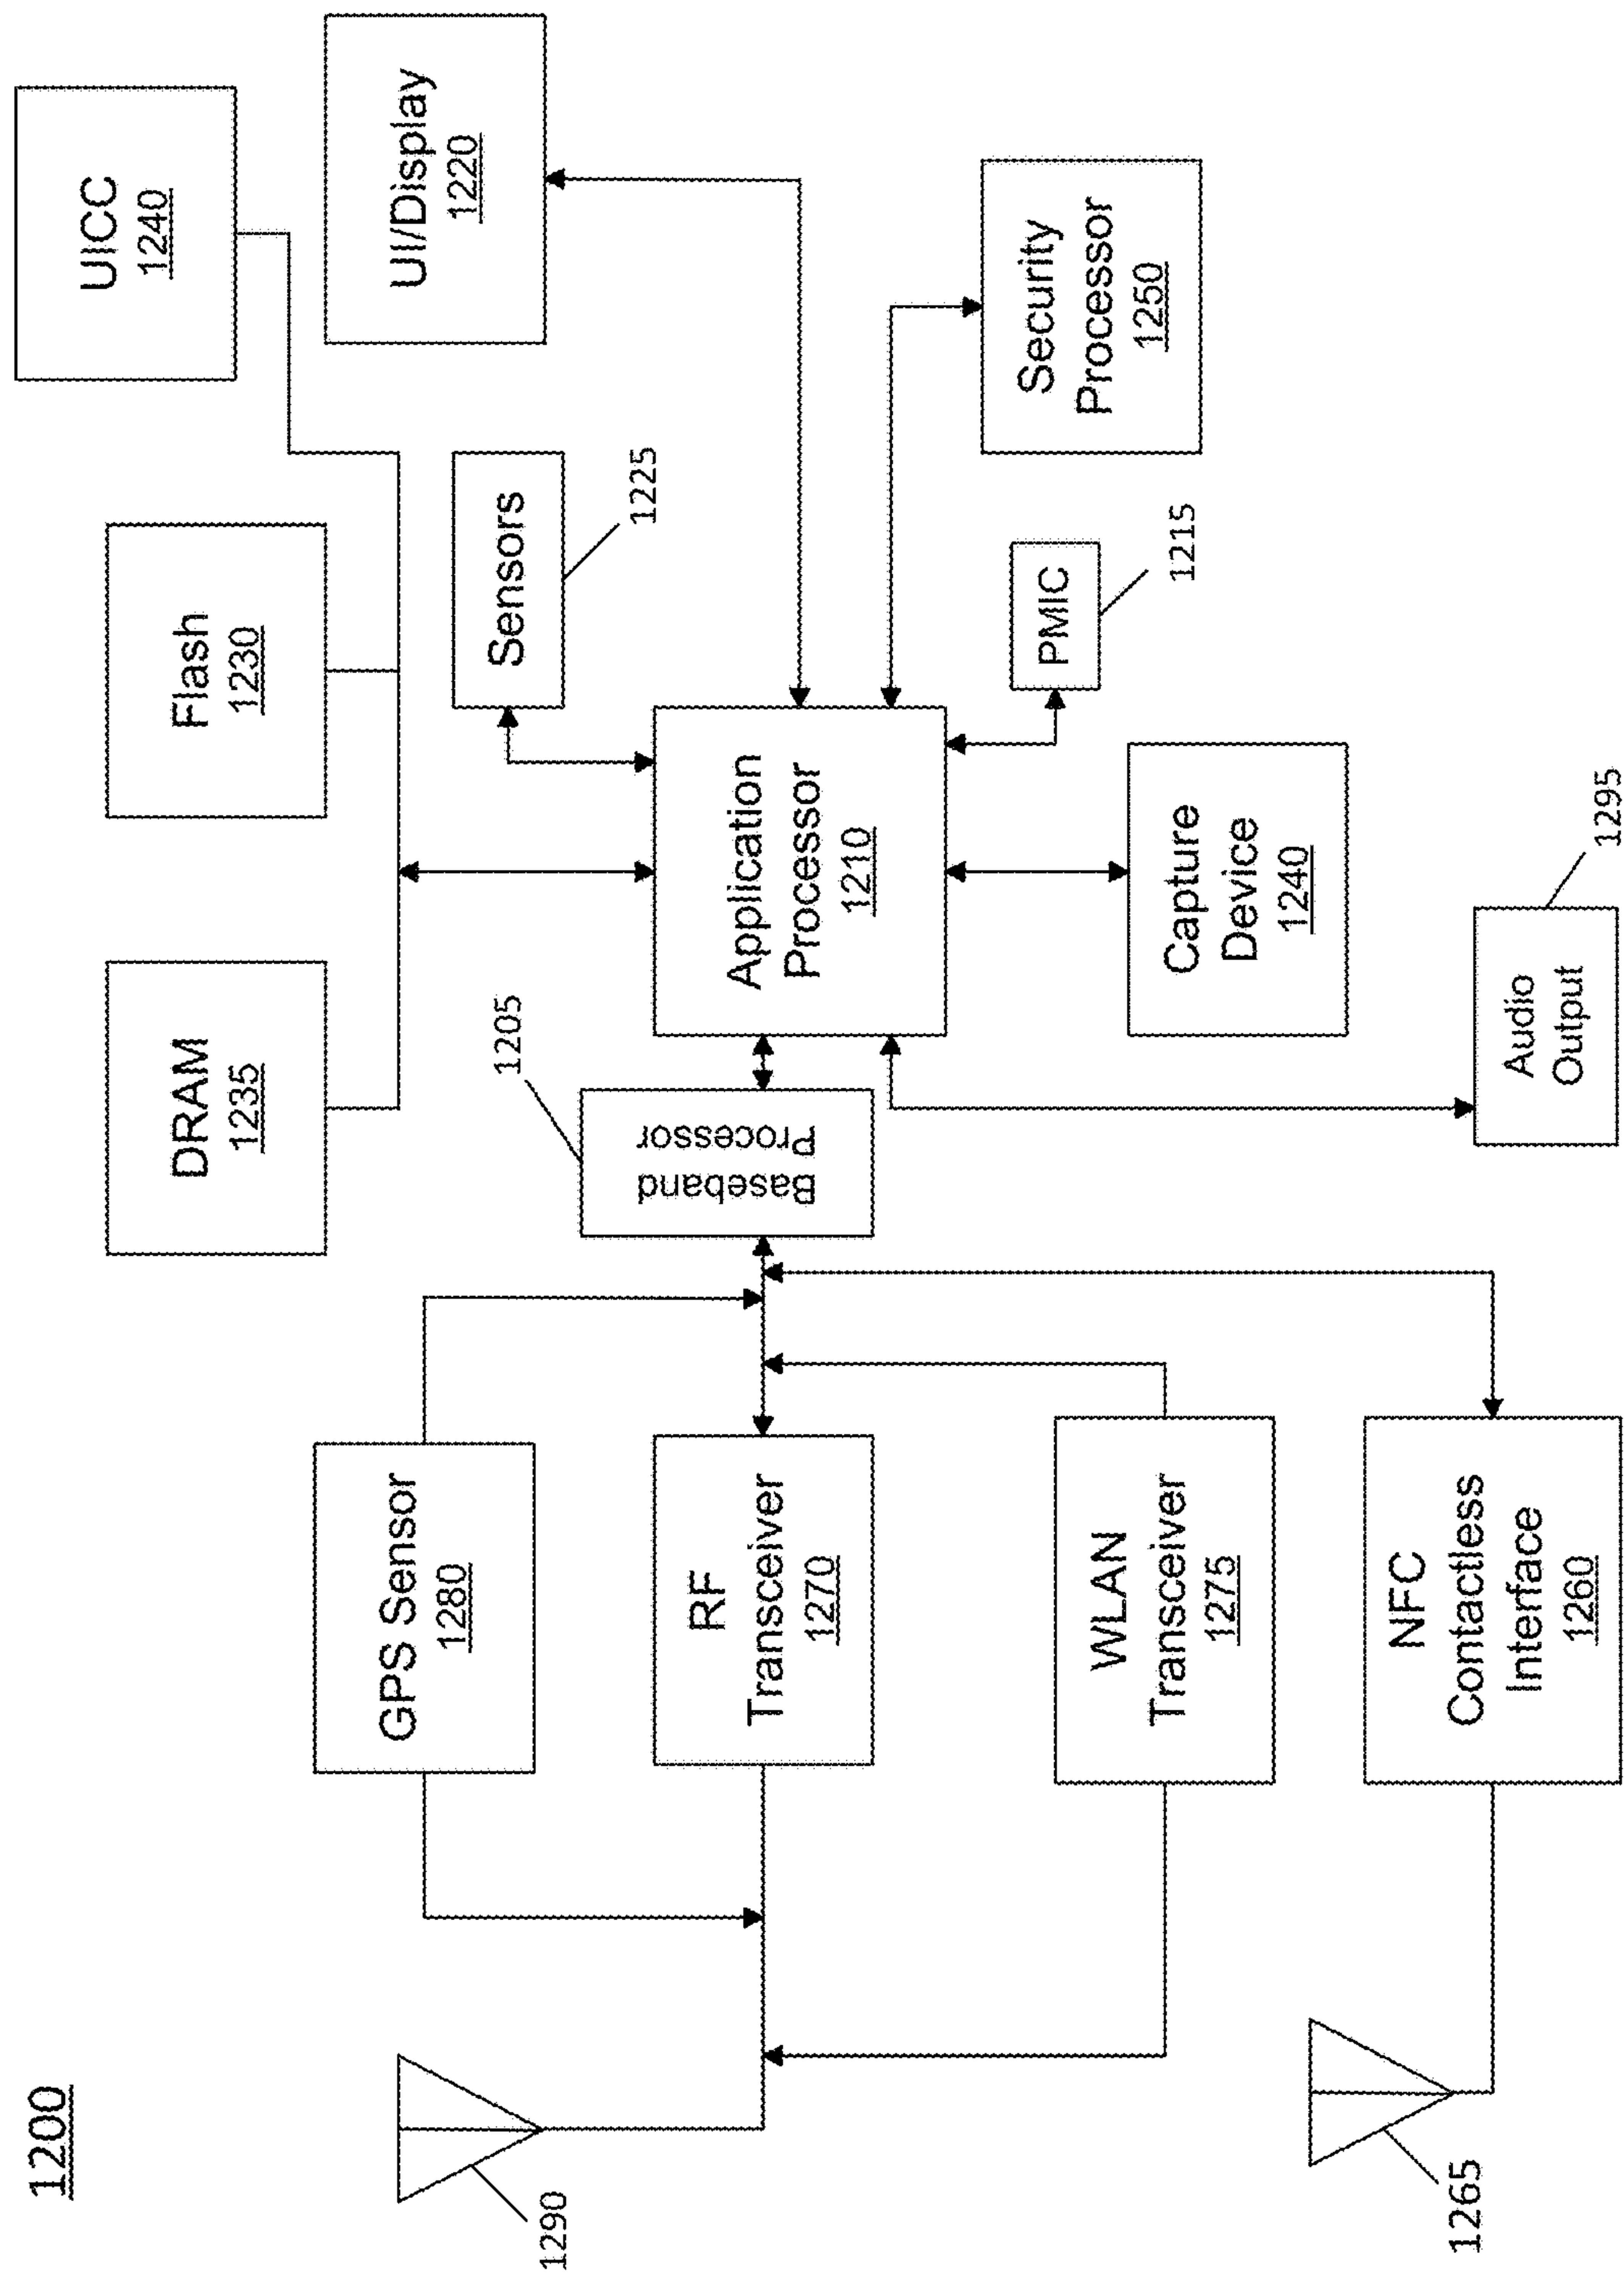 1200
UICC
1240
DRAM
1235
Flash
1230
UI/Display
1220
Sensors
1225
GPS Sensor
1280
1290
1205
Baseband
Processor
Application
Processor
1210
RF
Transceiver
1270
Security
Processor
1250
PMIC
1215
WLAN
Transceiver
1275
Capture
Device
1240
NFC
Contactless
Interface
1260
1265
Audio
Output
1295